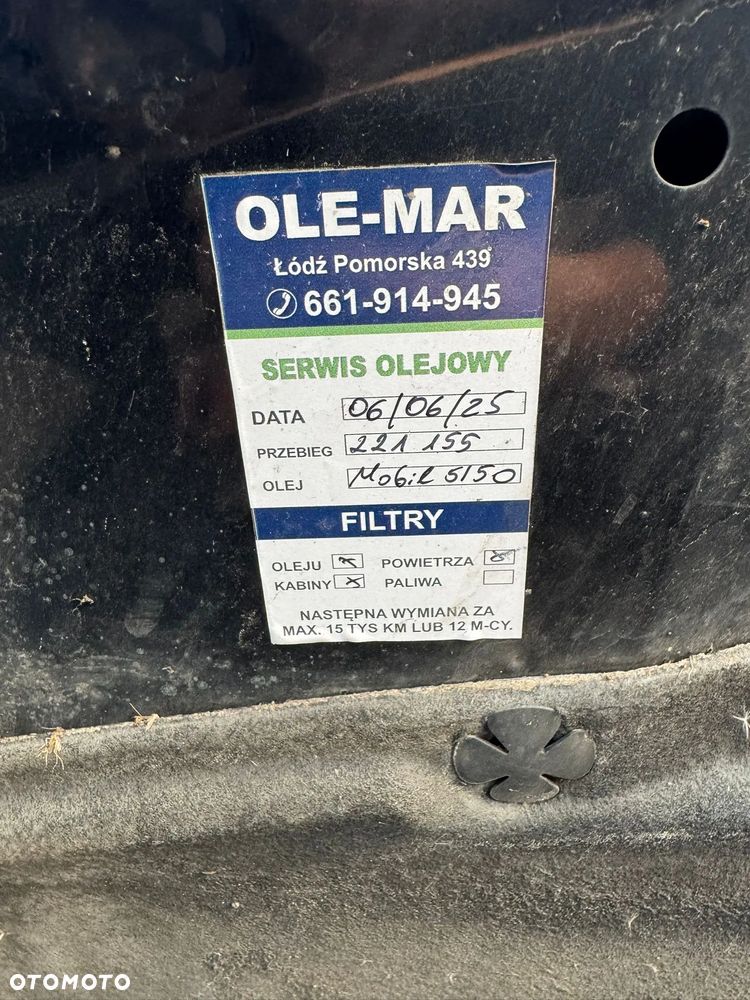 OLE-MAR
Łódź Pomorska 439
661-914-945
SERWIS OLEJOWY
DATA 06/06/25
PRZEBIEG 221 155
OLEJ Mobil 5150
FILTRY
OLEJU x POWIETRZA x
KABINY x PALIWA
NASTĘPNA WYMIANA ZA
MAX. 15 TYS KM LUB 12 M-CY.
OTOMOTO